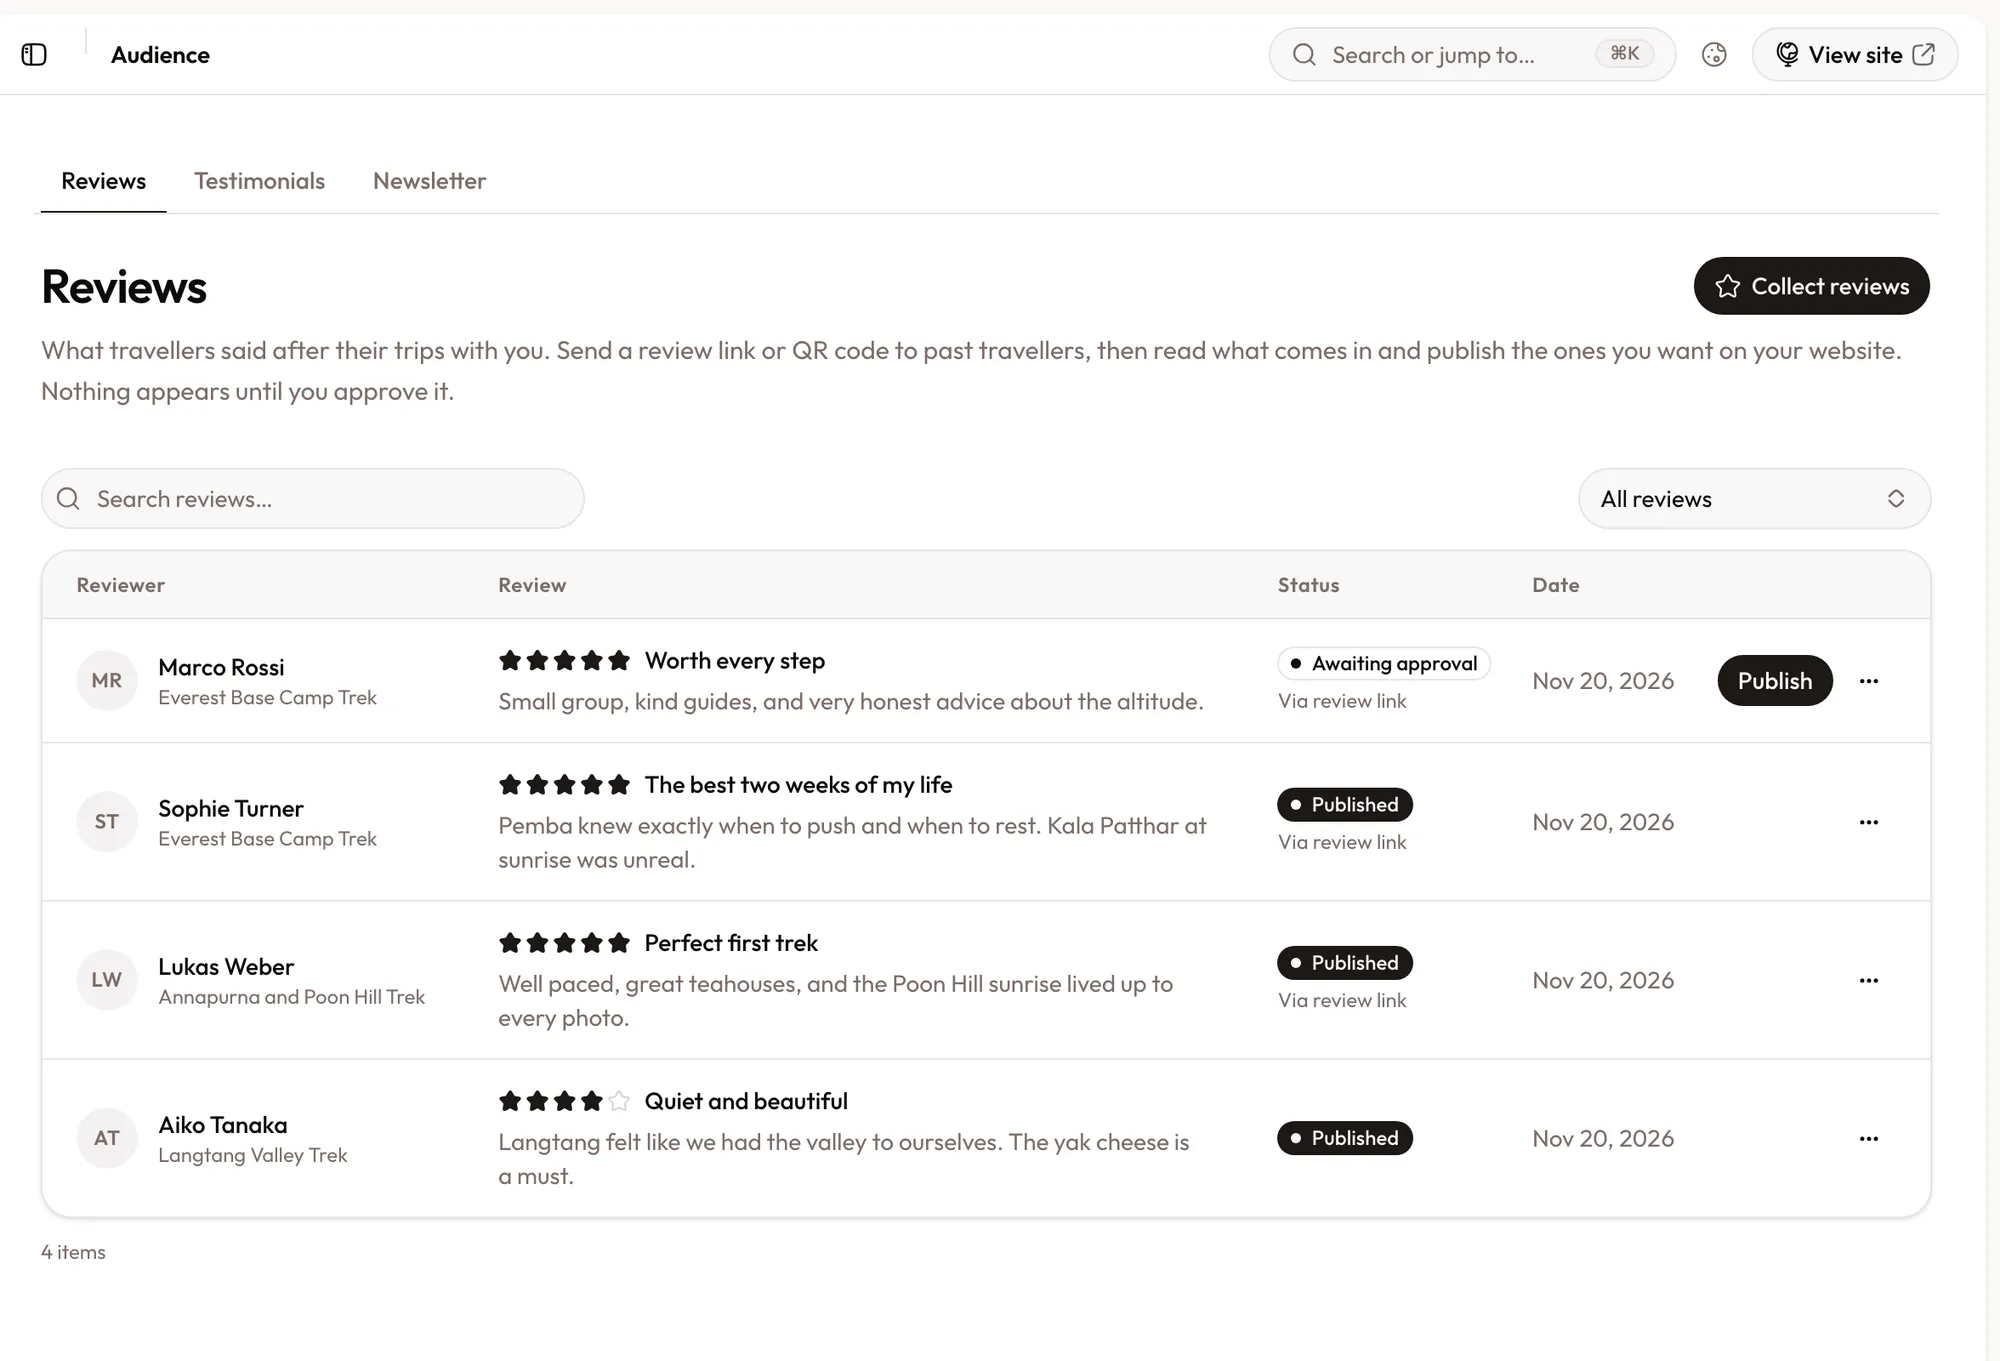 Audience
Search or jump to...
⌘K
View site
Reviews
Testimonials
Newsletter
Reviews
Collect reviews
What travellers said after their trips with you. Send a review link or QR code to past travellers, then read what comes in and publish the ones you want on your website.
Nothing appears until you approve it.
Search reviews...
All reviews
Reviewer
Review
Status
Date
MR
Marco Rossi
Everest Base Camp Trek
Worth every step
Small group, kind guides, and very honest advice about the altitude.
Awaiting approval
Via review link
Nov 20, 2026
Publish
ST
Sophie Turner
Everest Base Camp Trek
The best two weeks of my life
Pemba knew exactly when to push and when to rest. Kala Patthar at
sunrise was unreal.
Published
Via review link
Nov 20, 2026
LW
Lukas Weber
Annapurna and Poon Hill Trek
Perfect first trek
Well paced, great teahouses, and the Poon Hill sunrise lived up to
every photo.
Published
Via review link
Nov 20, 2026
AT
Aiko Tanaka
Langtang Valley Trek
Quiet and beautiful
Langtang felt like we had the valley to ourselves. The yak cheese is
a must.
Published
Nov 20, 2026
4 items